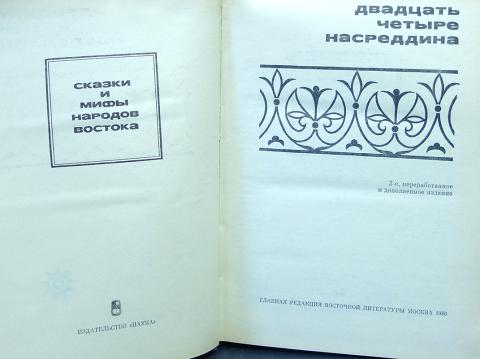 сказки
и
мифы
народов
востока
ИЗДАТЕЛЬСТВО «НАУКА»
двадцать
четыре
насреддина
2-е, переработанное
и дополненное издание
ГЛАВНАЯ РЕДАКЦИЯ ВОСТОЧНОЙ ЛИТЕРАТУРЫ МОСКВА 1986